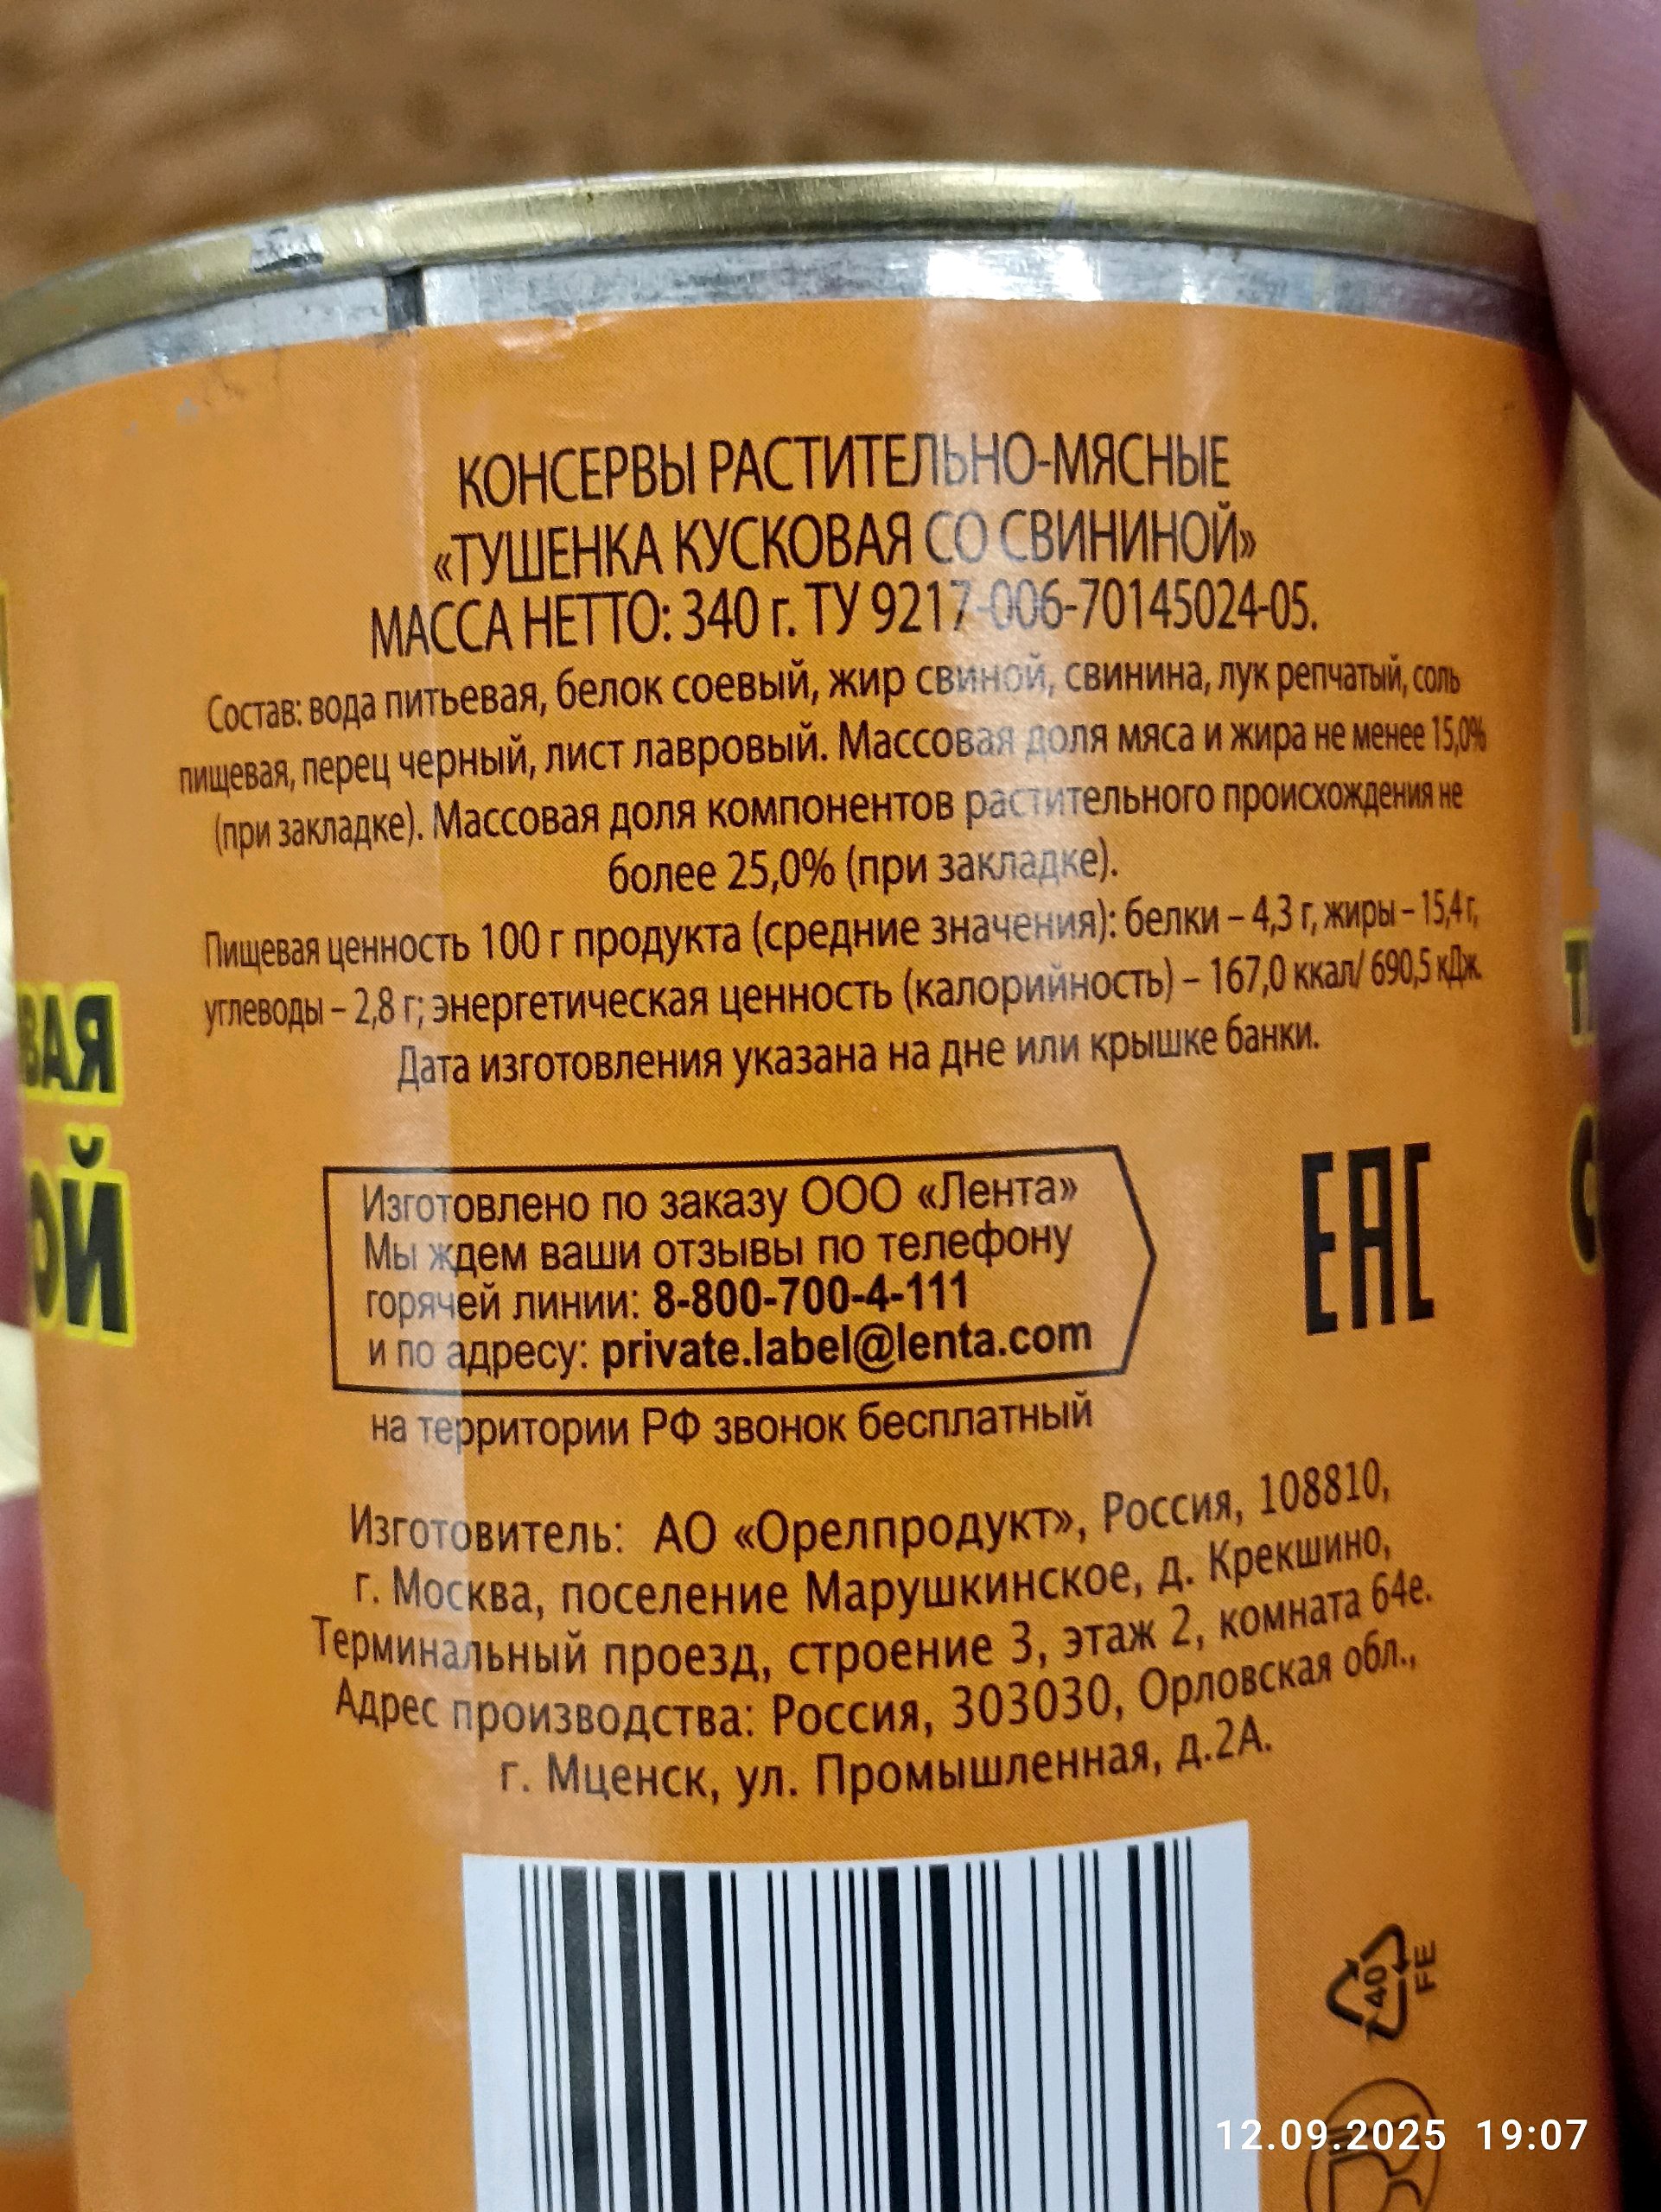 КОНСЕРВЫ РАСТИТЕЛЬНО-МЯСНЫЕ
«ТУШЕНКА КУСКОВАЯ СО СВИНИНОЙ»
МАССА НЕТТО: 340 г. ТУ 9217-006-70145024-05.
Состав: вода питьевая, белок соевый, жир свиной, свинина, лук репчатый, соль
пищевая, перец черный, лист лавровый. Массовая доля мяса и жира не менее 15,0%
(при закладке). Массовая доля компонентов растительного происхождения не
более 25,0% (при закладке).
Пищевая ценность 100 г продукта (средние значения): белки – 4,3 г, жиры – 15,4 г,
углеводы – 2,8 г; энергетическая ценность (калорийность) – 167,0 ккал/ 690,5 кДж.
Дата изготовления указана на дне или крышке банки.
ВАЯ
ОЙ
Изготовлено по заказу ООО «Лента»
Мы ждем ваши отзывы по телефону
горячей линии: 8-800-700-4-111
и по адресу: private.label@lenta.com
на территории РФ звонок бесплатный
EAC
Изготовитель: АО «Орелпродукт», Россия, 108810,
г. Москва, поселение Марушкинское, д. Крекшино,
Терминальный проезд, строение 3, этаж 2, комната 64е.
Адрес производства: Россия, 303030, Орловская обл.,
г. Мценск, ул. Промышленная, д.2А.
40
FE
12.09.2025 19:07